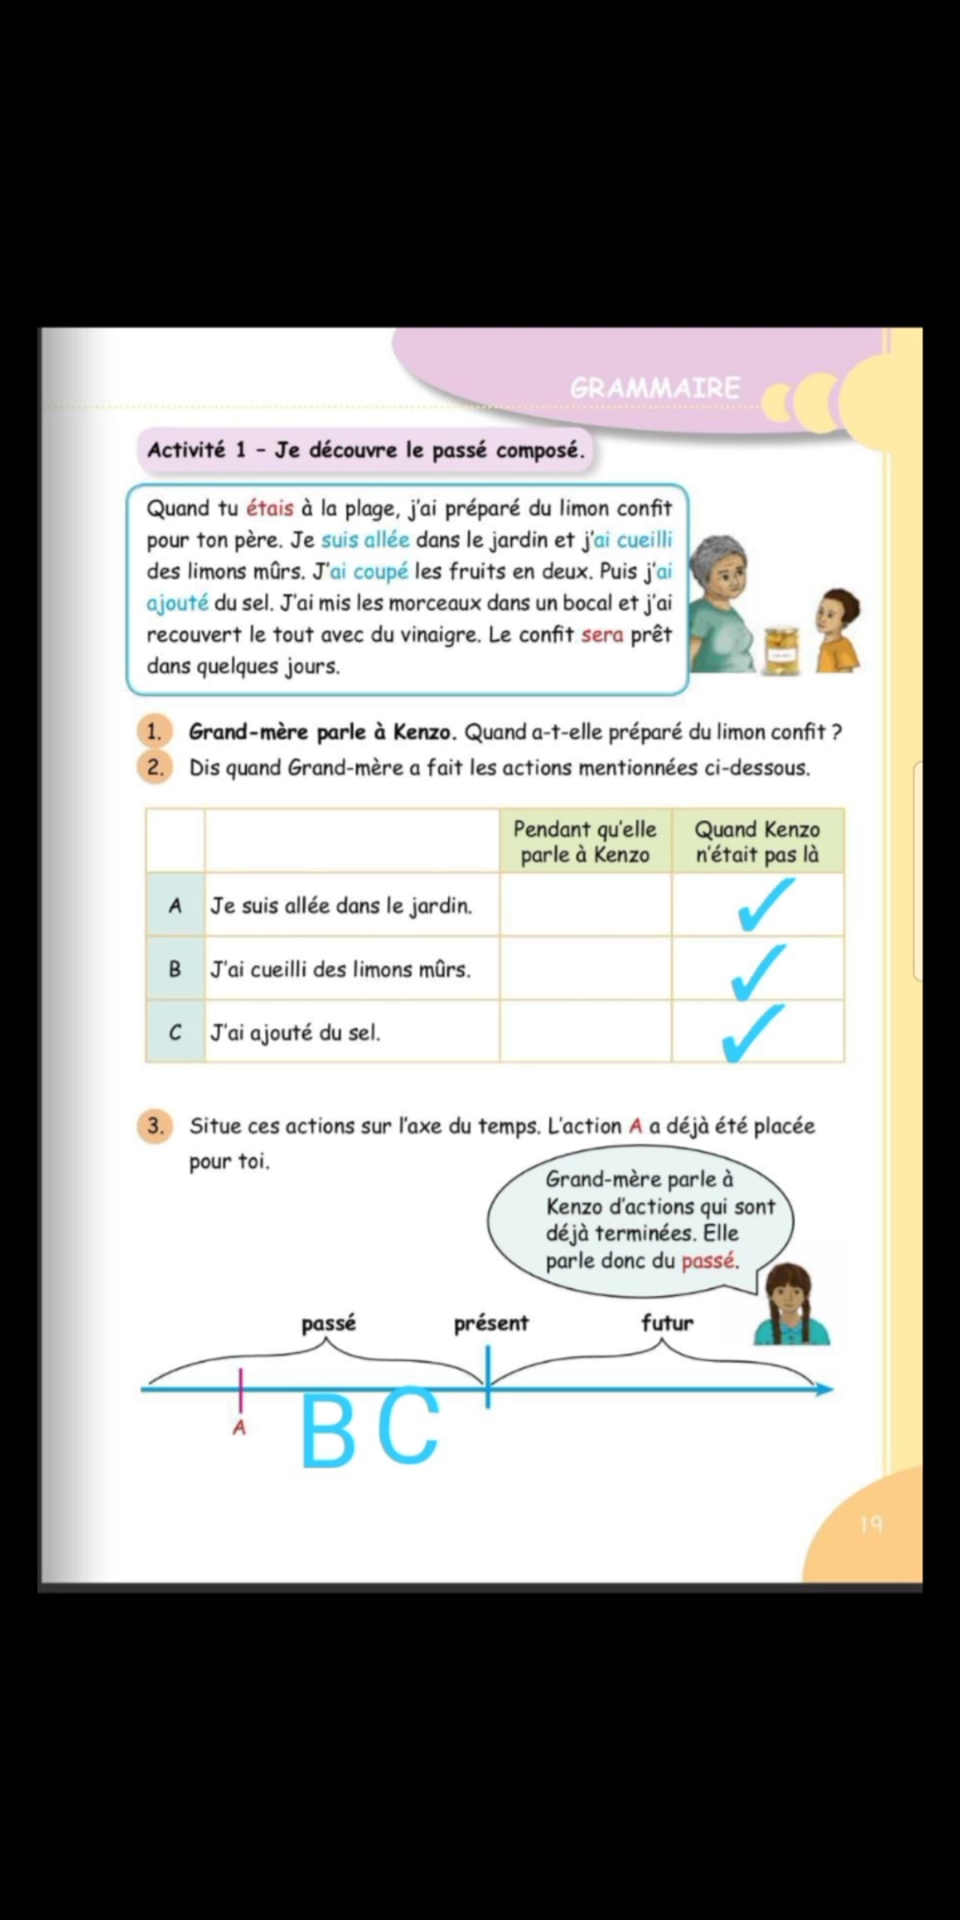 GRAMMAIRE
Activité 1 - Je découvre le passé composé.
Quand tu étais à la plage, j'ai préparé du limon confit
pour ton père. Je suis allée dans le jardin et j'ai cueilli
des limons mûrs. J'ai coupé les fruits en deux. Puis j'ai
ajouté du sel. J'ai mis les morceaux dans un bocal et j'ai
recouvert le tout avec du vinaigre. Le confit sera prêt
dans quelques jours.
1. Grand-mère parle à Kenzo. Quand a-t-elle préparé du limon confit ?
2. Dis quand Grand-mère a fait les actions mentionnées ci-dessous.
Pendant qu'elle
parle à Kenzo
Quand Kenzo
n'était pas là
A Je suis allée dans le jardin.
B J'ai cueilli des limons mûrs.
C J'ai ajouté du sel.
3. Situe ces actions sur l'axe du temps. L'action A a déjà été placée
pour toi.
Grand-mère parle à
Kenzo d'actions qui sont
déjà terminées. Elle
parle donc du passé.
passé présent futur
A B C
19